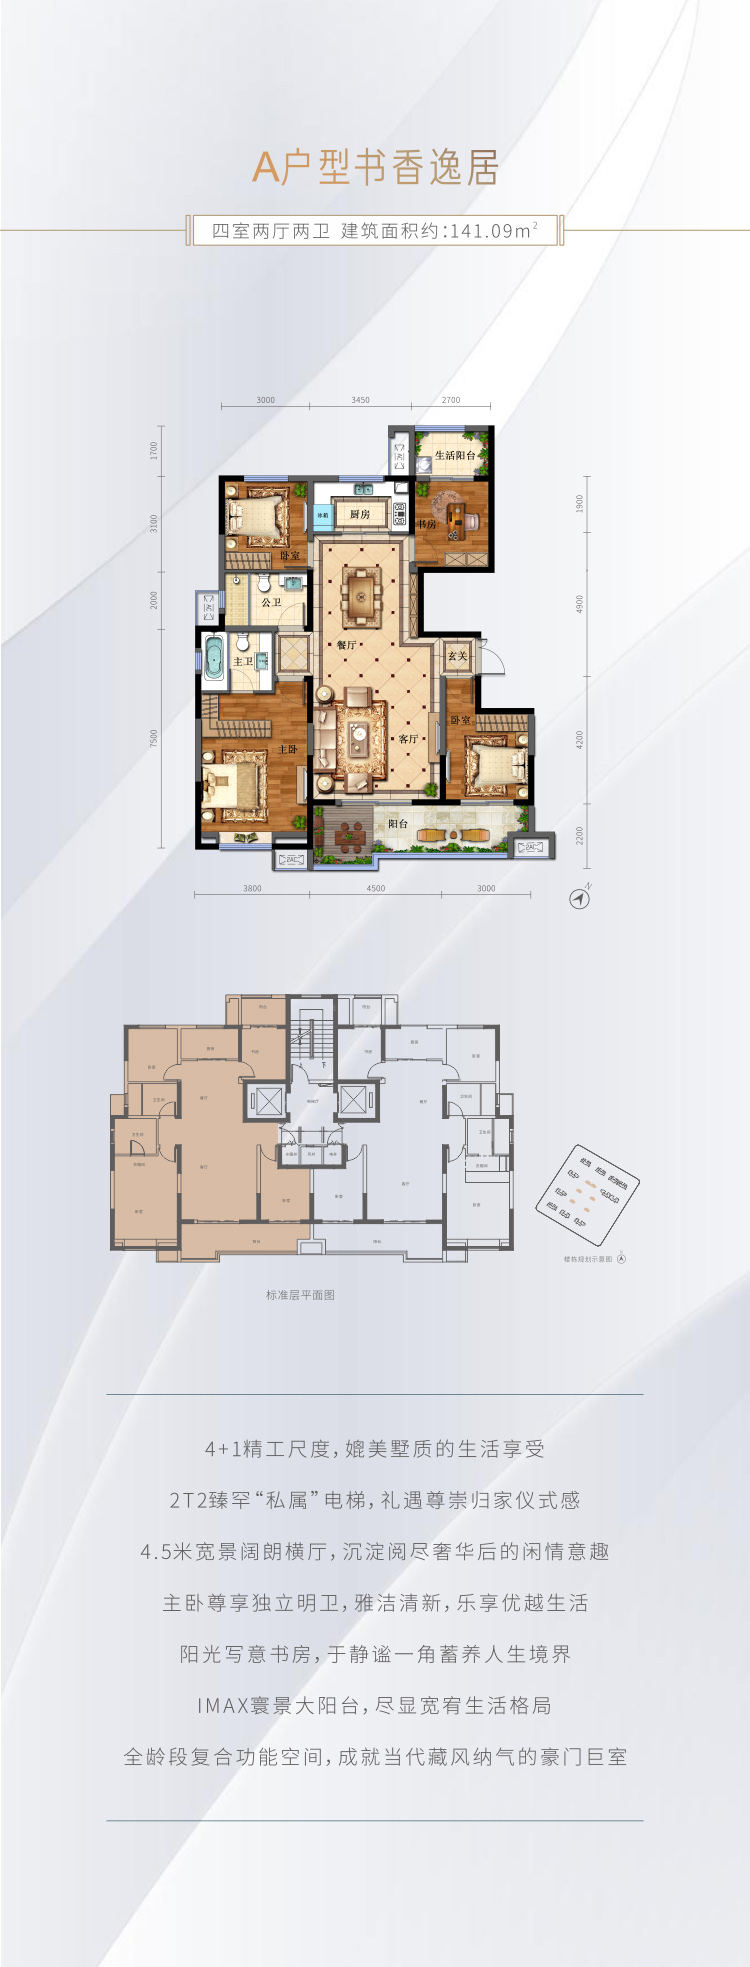 A户型书香逸居
四室两厅两卫 建筑面积约:141.09m²
3000 3450 2700
1700
3100
2000
7500
1900
4900
4200
2200
生活阳台
书房
厨房
冰箱
卧室
公卫
餐厅
玄关
主卫
卧室
客厅
主卧
阳台
3800 4500 3000
N
标准层平面图
楼栋规划示意图
4+1精工尺度,媲美墅质的生活享受
2T2臻罕“私属”电梯,礼遇尊崇归家仪式感
4.5米宽景阔朗横厅,沉淀阅尽奢华后的闲情意趣
主卧尊享独立明卫,雅洁清新,乐享优越生活
阳光写意书房,于静谧一角蓄养人生境界
IMAX寰景大阳台,尽显宽宥生活格局
全龄段复合功能空间,成就当代藏风纳气的豪门巨室